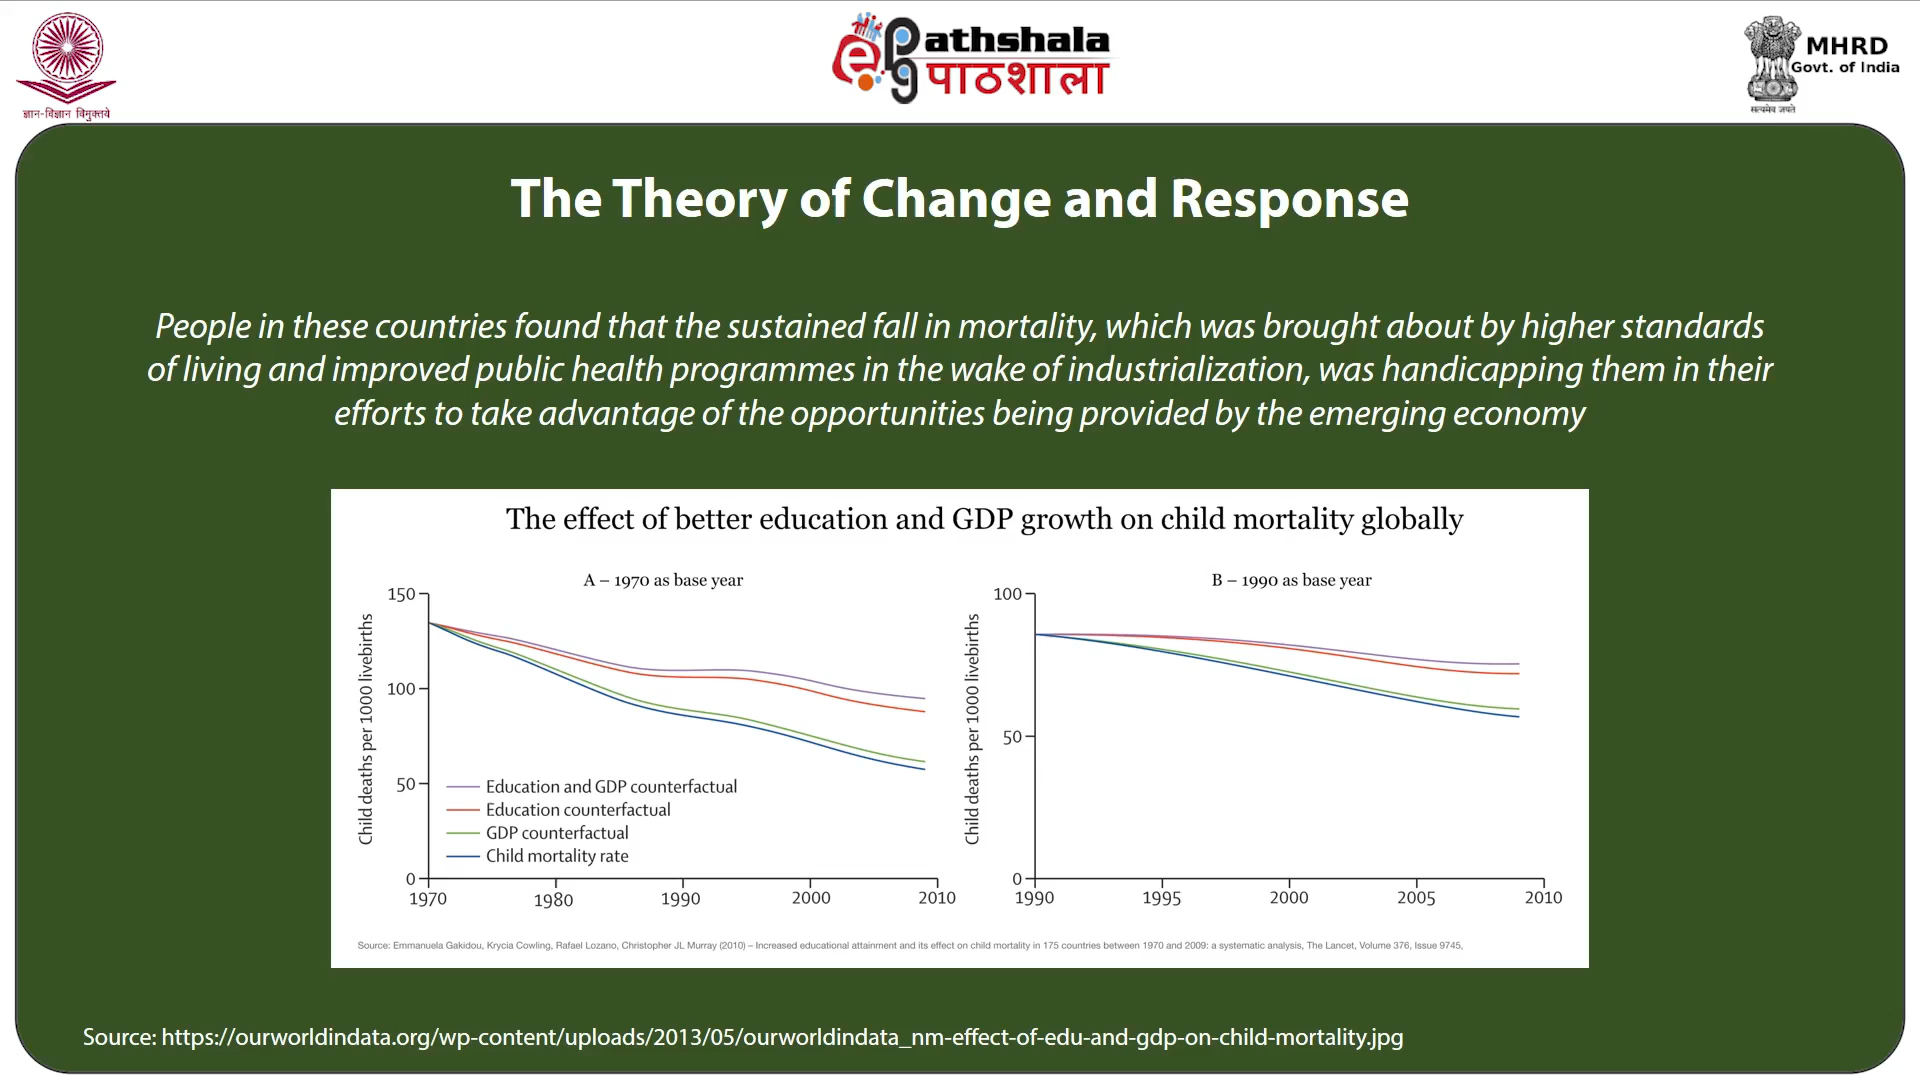 ज्ञान-विज्ञान विमुक्तये
e
Pathshala
पाठशाला
MHRD
Govt. of India
सत्यमेव जयते
The Theory of Change and Response
People in these countries found that the sustained fall in mortality, which was brought about by higher standards
of living and improved public health programmes in the wake of industrialization, was handicapping them in their
efforts to take advantage of the opportunities being provided by the emerging economy
The effect of better education and GDP growth on child mortality globally
A – 1970 as base year
Child deaths per 1000 livebirths
150
100
50
0
1970
1980
1990
2000
2010
Education and GDP counterfactual
Education counterfactual
GDP counterfactual
Child mortality rate
B – 1990 as base year
Child deaths per 1000 livebirths
100
50
0
1990
1995
2000
2005
2010
Source: Emmanuela Gakidou, Krycia Cowling, Rafael Lozano, Christopher JL Murray (2010) – Increased educational attainment and its effect on child mortality in 175 countries between 1970 and 2009: a systematic analysis, The Lancet, Volume 376, Issue 9745,
Source: https://ourworldindata.org/wp-content/uploads/2013/05/ourworldindata_nm-effect-of-edu-and-gdp-on-child-mortality.jpg